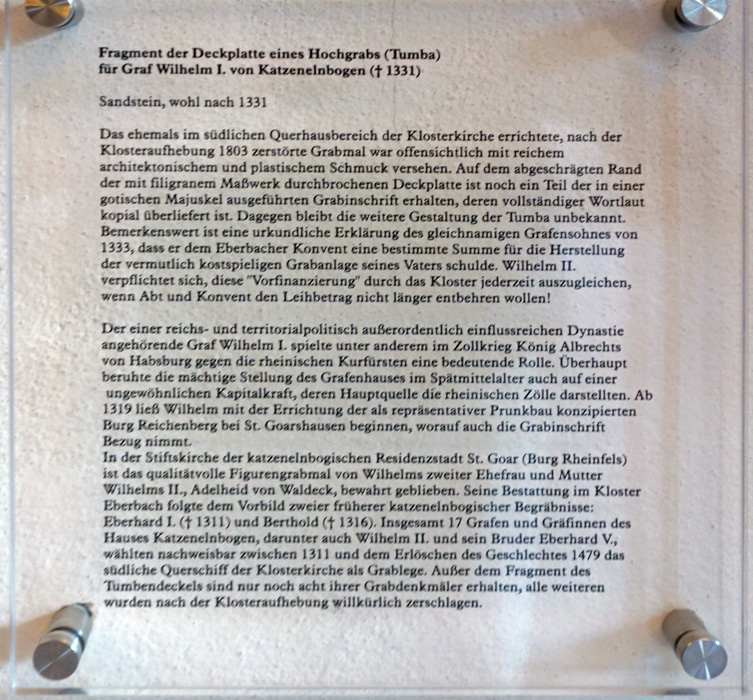 Fragment der Deckplatte eines Hochgrabs (Tumba)
für Graf Wilhelm I. von Katzenelnbogen († 1331)
Sandstein, wohl nach 1331
Das ehemals im südlichen Querhausbereich der Klosterkirche errichtete, nach der
Klosteraufhebung 1803 zerstörte Grabmal war offensichtlich mit reichem
architektonischem und plastischem Schmuck versehen. Auf dem abgeschrägten Rand
der mit filigranem Maßwerk durchbrochenen Deckplatte ist noch ein Teil der in einer
gotischen Majuskel ausgeführten Grabinschrift erhalten, deren vollständiger Wortlaut
kopial überliefert ist. Dagegen bleibt die weitere Gestaltung der Tumba unbekannt.
Bemerkenswert ist eine urkundliche Erklärung des gleichnamigen Grafensohnes von
1333, dass er dem Eberbacher Konvent eine bestimmte Summe für die Herstellung
der vermutlich kostspieligen Grabanlage seines Vaters schulde. Wilhelm II.
verpflichtet sich, diese "Vorfinanzierung" durch das Kloster jederzeit auszugleichen,
wenn Abt und Konvent den Leihbetrag nicht länger entbehren wollen!
Der einer reichs- und territorialpolitisch außerordentlich einflussreichen Dynastie
angehörende Graf Wilhelm I. spielte unter anderem im Zollkrieg König Albrechts
von Habsburg gegen die rheinischen Kurfürsten eine bedeutende Rolle. Überhaupt
beruhte die mächtige Stellung des Grafenhauses im Spätmittelalter auch auf einer
ungewöhnlichen Kapitalkraft, deren Hauptquelle die rheinischen Zölle darstellten. Ab
1319 ließ Wilhelm mit der Errichtung der als repräsentativer Prunkbau konzipierten
Burg Reichenberg bei St. Goarshausen beginnen, worauf auch die Grabinschrift
Bezug nimmt.
In der Stiftskirche der katzenelnbogischen Residenzstadt St. Goar (Burg Rheinfels)
ist das qualitätvolle Figurengrabmal von Wilhelms zweiter Ehefrau und Mutter
Wilhelms II., Adelheid von Waldeck, bewahrt geblieben. Seine Bestattung im Kloster
Eberbach folgte dem Vorbild zweier früherer katzenelnbogischer Begräbnisse:
Eberhard I. († 1311) und Berthold († 1316). Insgesamt 17 Grafen und Gräfinnen des
Hauses Katzenelnbogen, darunter auch Wilhelm II. und sein Bruder Eberhard V.,
wählten nachweisbar zwischen 1311 und dem Erlöschen des Geschlechtes 1479 das
südliche Querschiff der Klosterkirche als Grablege. Außer dem Fragment des
Tumbendeckels sind nur noch acht ihrer Grabdenkmäler erhalten, alle weiteren
wurden nach der Klosteraufhebung willkürlich zerschlagen.